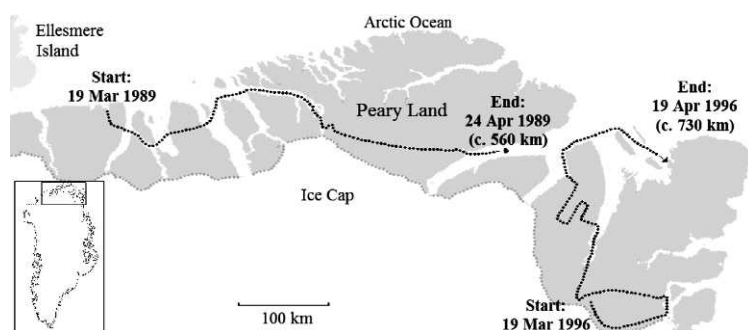 Ellesmere
Island
Arctic Ocean
Start:
19 Mar 1989
Peary Land
End:
24 Apr 1989
(c. 560 km)
End:
19 Apr 1996
(c. 730 km)
Ice Cap
100 km
Start:
19 Mar 1996